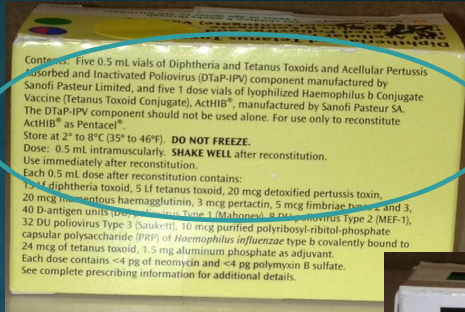 Diphtheria
Tetanus
Contents: Five 0.5 mL vials of Diphtheria and Tetanus Toxoids and Acellular Pertussis
Adsorbed and Inactivated Poliovirus (DTaP-IPV) component manufactured by
Sanofi Pasteur Limited, and five 1 dose vials of lyophilized Haemophilus b Conjugate
Vaccine (Tetanus Toxoid Conjugate), ActHIB®, manufactured by Sanofi Pasteur SA.
The DTaP-IPV component should not be used alone. For use only to reconstitute
ActHIB® as Pentacel®.
Store at 2° to 8°C (35° to 46°F). DO NOT FREEZE.
Dose: 0.5 mL intramuscularly. SHAKE WELL after reconstitution.
Use immediately after reconstitution.
Each 0.5 mL dose after reconstitution contains:
15 Lf diphtheria toxoid, 5 Lf tetanus toxoid, 20 mcg detoxified pertussis toxin,
20 mcg filamentous haemagglutinin, 3 mcg pertactin, 5 mcg fimbriae types 2 and 3,
40 D-antigen units (DU) poliovirus Type 1 (Mahoney), 8 DU poliovirus Type 2 (MEF-1),
32 DU poliovirus Type 3 (Saukett), 10 mcg purified polyribosyl-ribitol-phosphate
capsular polysaccharide (PRP) of Haemophilus influenzae type b covalently bound to
24 mcg of tetanus toxoid, 1.5 mg aluminum phosphate as adjuvant.
Each dose contains <4 pg of neomycin and <4 pg polymyxin B sulfate.
See complete prescribing information for additional details.